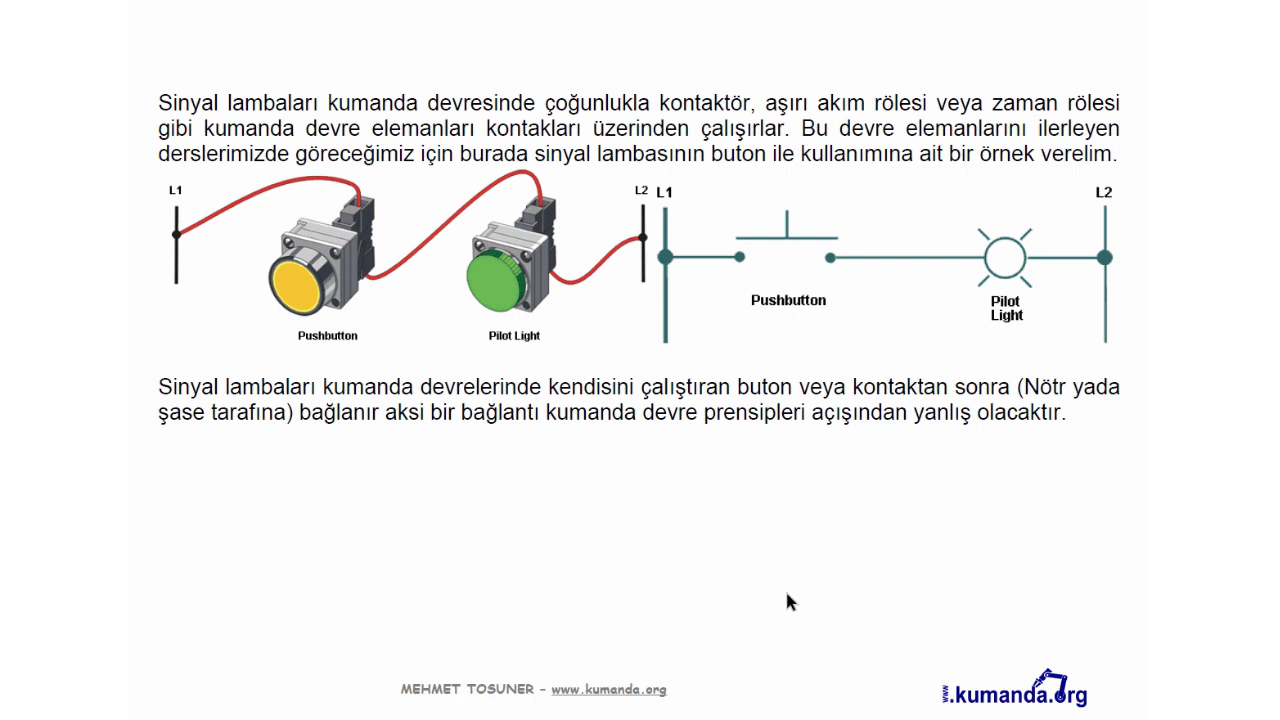 Sinyal lambaları kumanda devresinde çoğunlukla kontaktör, aşırı akım rölesi veya zaman rölesi
gibi kumanda devre elemanları kontakları üzerinden çalışırlar. Bu devre elemanlarını ilerleyen
derslerimizde göreceğimiz için burada sinyal lambasının buton ile kullanımına ait bir örnek verelim.
L1
L2
L1
L2
Pushbutton
Pilot
Light
Pushbutton
Pilot Light
Sinyal lambaları kumanda devrelerinde kendisini çalıştıran buton veya kontaktan sonra (Nötr yada
şase tarafına) bağlanır aksi bir bağlantı kumanda devre prensipleri açışından yanlış olacaktır.
MEHMET TOSUNER - www.kumanda.org
www.kumanda.org